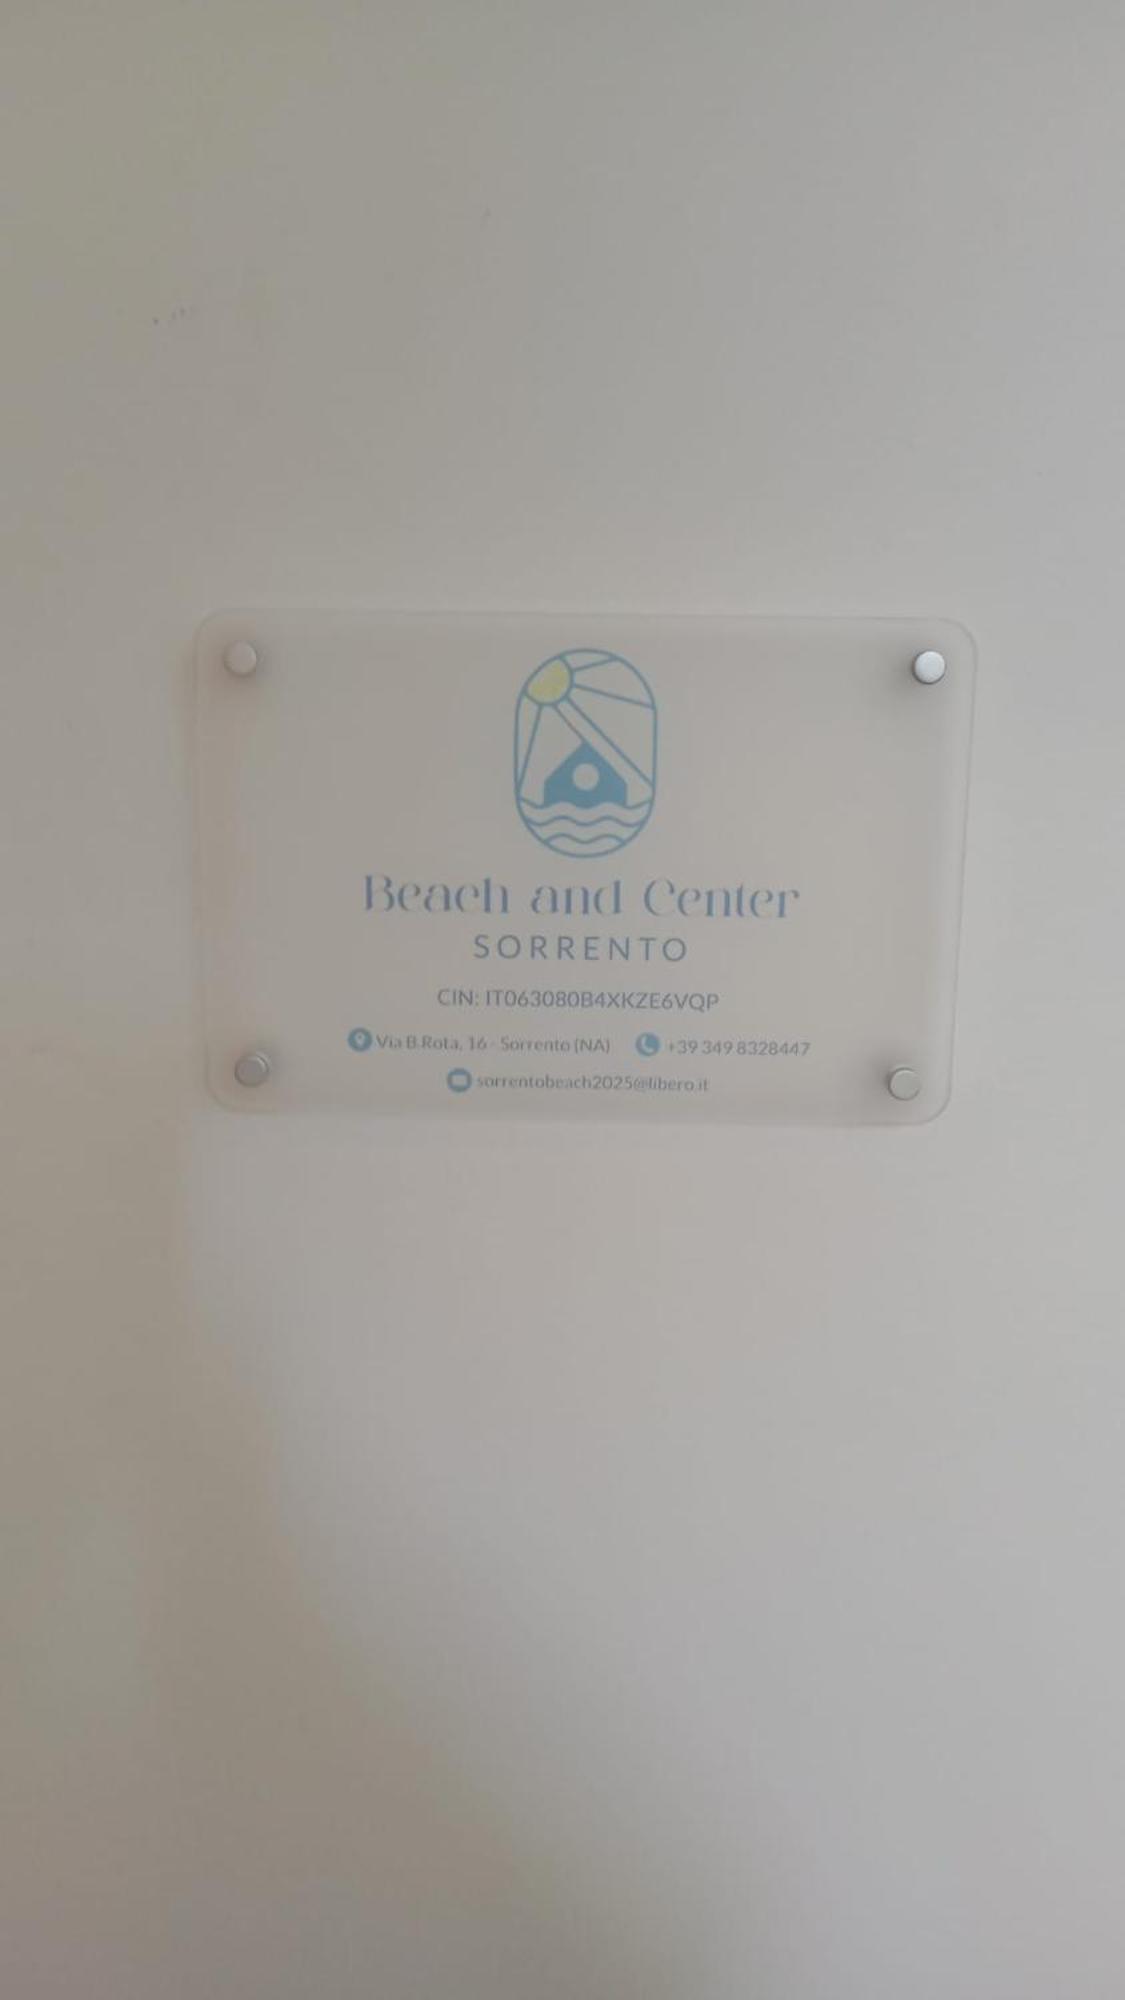 Beach and Center
SORRENTO
CIN: IT063080B4XKZE6VQP
Via B.Rota, 16 - Sorrento (NA) +39 349 8328447
sorrentobeach2025@libero.it